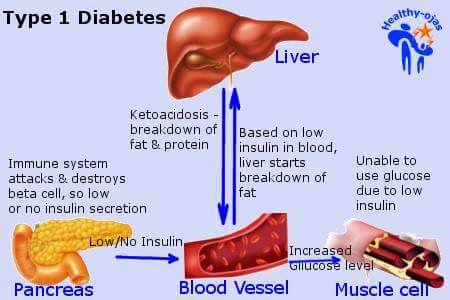 Type 1 Diabetes
Healthy-ojas
Liver
Ketoacidosis -
breakdown of
fat & protein
Based on low
insulin in blood,
liver starts
breakdown of
fat
Immune system
attacks & destroys
beta cell, so low
or no insulin secretion
Unable to
use glucose
due to low
insulin
Low/No Insulin
Increased
Gllucose level
Pancreas
Blood Vessel
Muscle cell